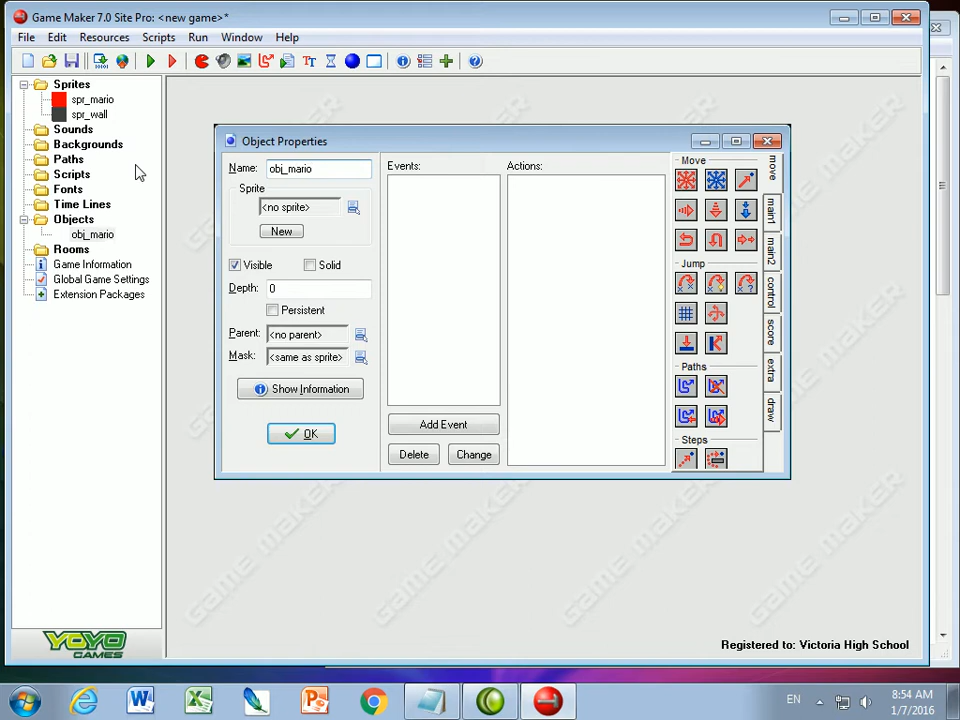 Game Maker 7.0 Site Pro: <new game>*
File Edit Resources Scripts Run Window Help
Sprites
spr_mario
spr_wall
Sounds
Backgrounds
Paths
Scripts
Fonts
Time Lines
Objects
obj_mario
Rooms
Game Information
Global Game Settings
Extension Packages
YOYO
GAMES
Object Properties
Name: obj_mario
Sprite
<no sprite>
New
Visible Solid
Depth: 0
Persistent
Parent: <no parent>
Mask: <same as sprite>
Show Information
OK
Events:
Add Event
Delete Change
Actions:
Move
Jump
Paths
Steps
move
main1
main2
control
score
extra
draw
GAME MAKER
Registered to: Victoria High School
EN
8:54 AM
1/7/2016